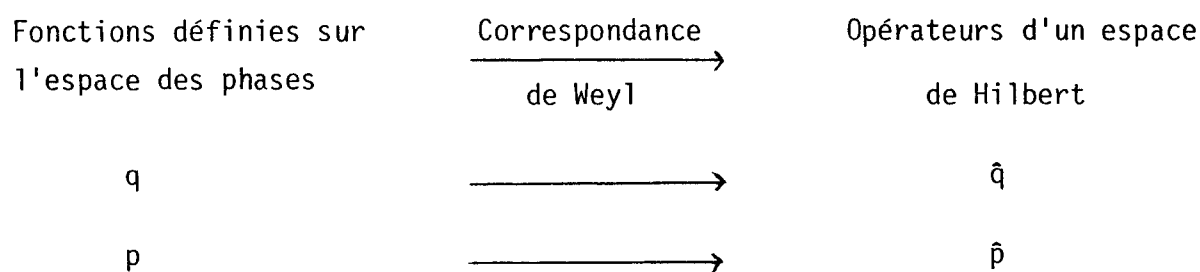 Fonctions définies sur Correspondance Opérateurs d'un espace
l'espace des phases de Weyl de Hilbert
q q̂
p p̂